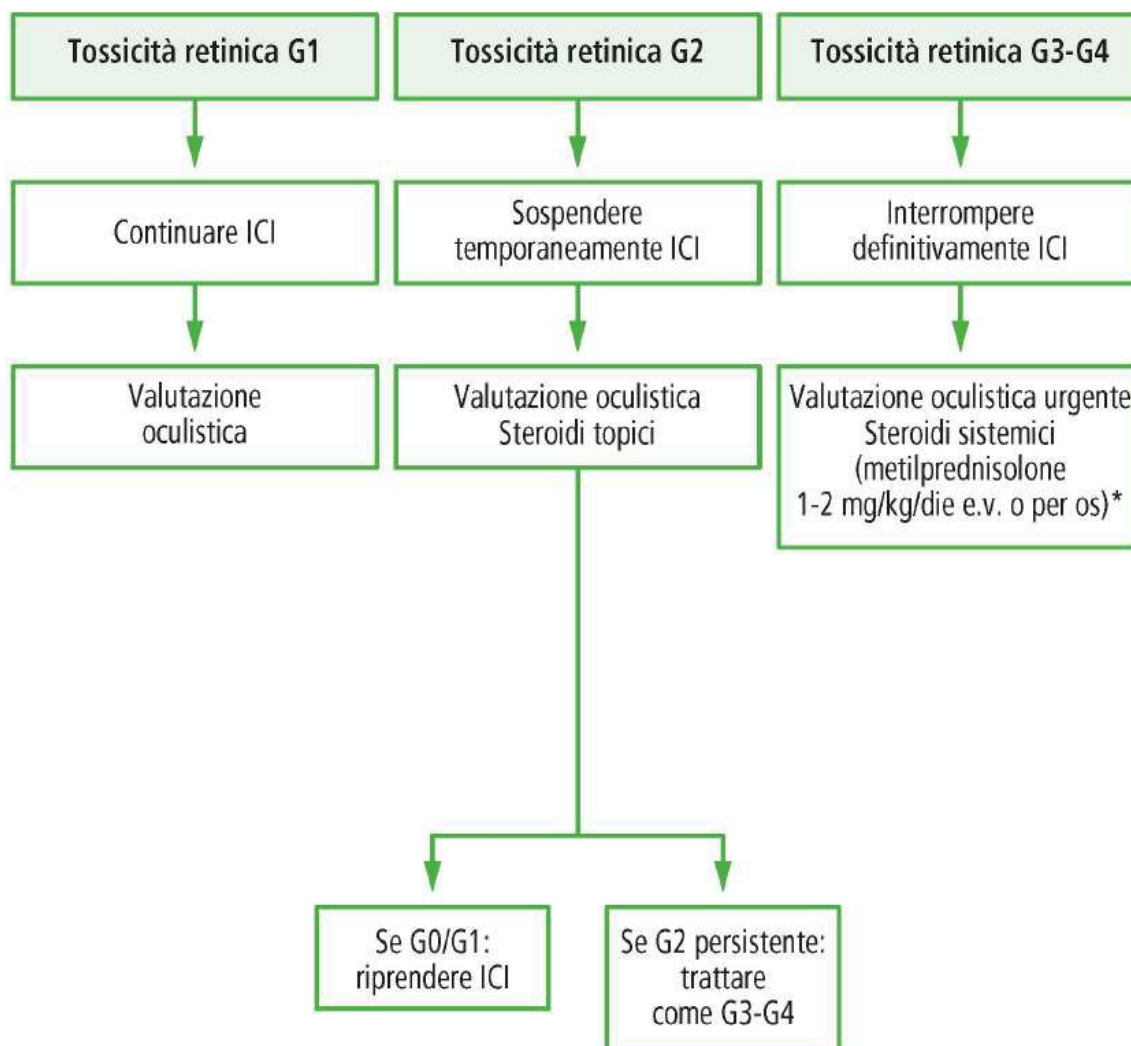 Tossicità retinica G1
Tossicità retinica G2
Tossicità retinica G3-G4
Continuare ICI
Sospendere
temporaneamente ICI
Interrompere
definitivamente ICI
Valutazione
oculistica
Valutazione oculistica
Steroidi topici
Valutazione oculistica urgente
Steroidi sistemici
(metilprednisolone
1-2 mg/kg/die e.v. o per os)*
Se G0/G1:
riprendere ICI
Se G2 persistente:
trattare
come G3-G4